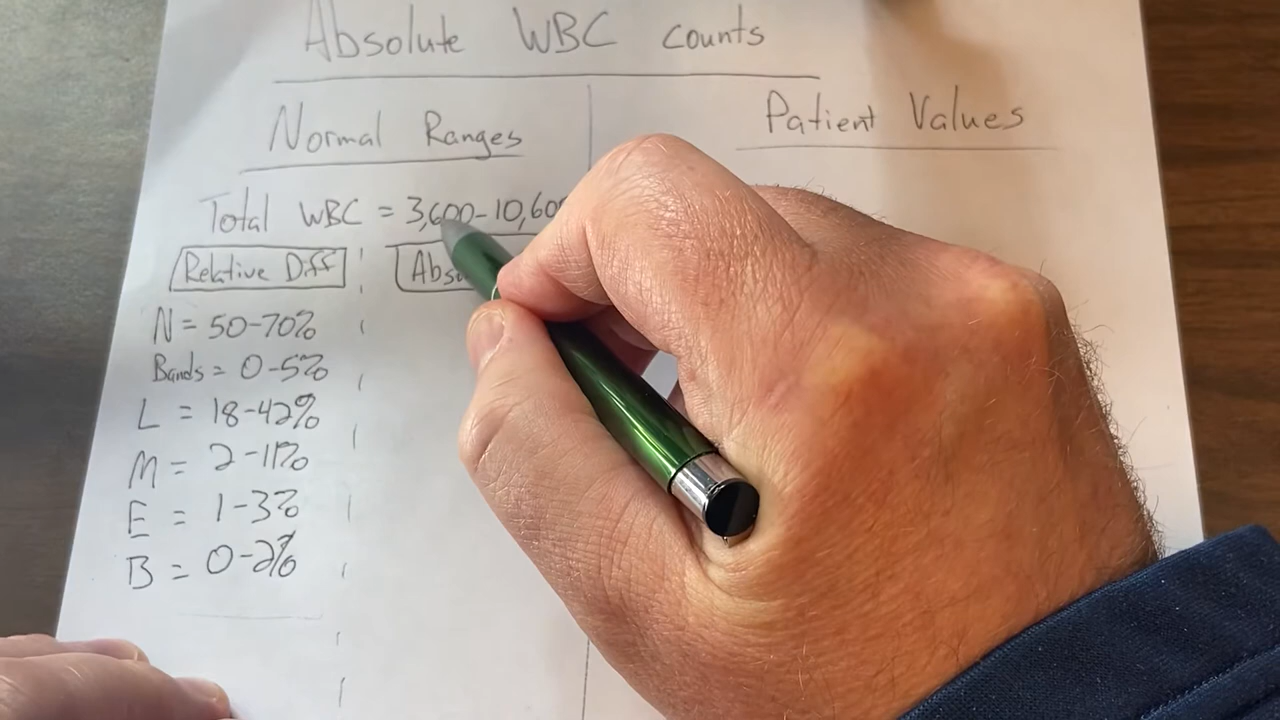 Absolute WBC counts
Normal Ranges
Patient Values
Total WBC = 3,600-10,600
Relative Diff
N = 50-70%
Bands = 0-5%
L = 18-42%
M = 2-11%
E = 1-3%
B = 0-2%